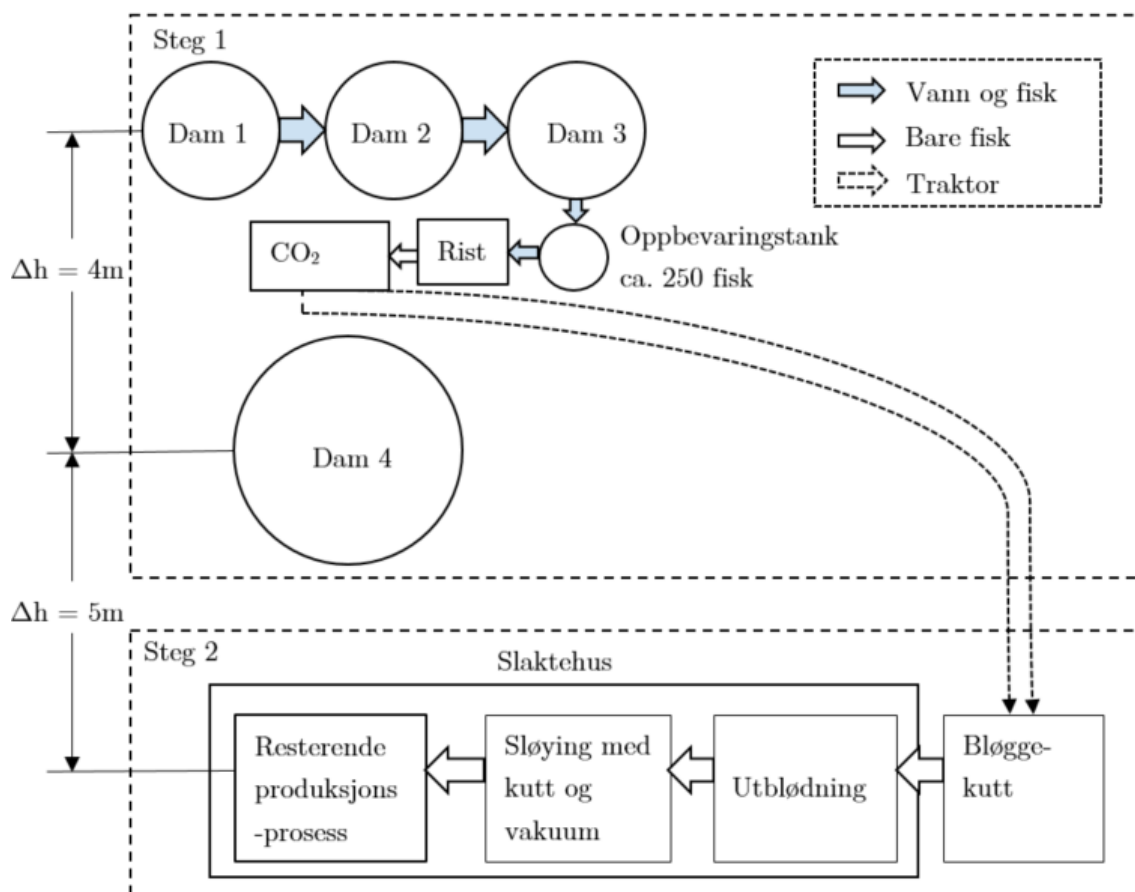 Steg 1
Dam 1
Dam 2
Dam 3
Vann og fisk
Bare fisk
Traktor
CO₂
Rist
Oppbevaringstank
ca. 250 fisk
Δh = 4m
Dam 4
Δh = 5m
Steg 2
Slaktehus
Resterende
produksjons
-prosess
Sløying med
kutt og
vakuum
Utblødning
Bløgge-
kutt